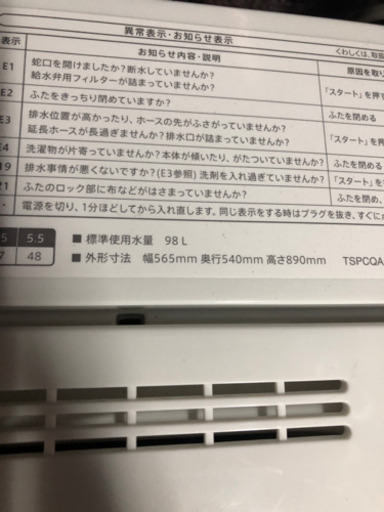 異常表示・お知らせ表示
くわしくは、取扱
表示 お知らせ内容・説明 原因を取り
E1 蛇口を開けましたか?断水していませんか?
給水弁用フィルターが詰まっていませんか? 「スタート」を押す
E2 ふたをきっちり閉めていますか? ふたを閉める
E3 排水位置が高かったり、ホースの先がふさがっていませんか?
延長ホースが長過ぎませんか?排水口が詰まっていませんか? 「スタート」を押
E4 洗濯物が片寄っていませんか?本体が傾いたり、がたついていませんか? ふたを閉める
19 排水事情が悪くないですか?(E3参照) 洗剤を入れ過ぎていませんか? 「スタート」を
21 ふたのロック部に布などがはさまっていませんか? ふたを閉め、
電源を切り、1分ほどしてから入れ直します。同じ表示をする時はプラグを抜き、すぐに
5 5.5 ■ 標準使用水量 98 L
7 48 ■ 外形寸法 幅565mm 奥行540mm 高さ890mm TSPCQA